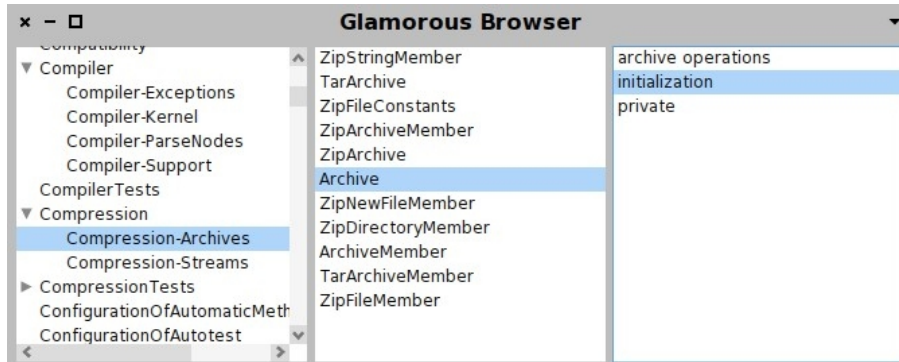 Glamorous Browser
Compatibility
Compiler
Compiler-Exceptions
Compiler-Kernel
Compiler-ParseNodes
Compiler-Support
CompilerTests
Compression
Compression-Archives
Compression-Streams
CompressionTests
ConfigurationOfAutomaticMeth
ConfigurationOfAutotest
ZipStringMember
TarArchive
ZipFileConstants
ZipArchiveMember
ZipArchive
Archive
ZipNewFileMember
ZipDirectoryMember
ArchiveMember
TarArchiveMember
ZipFileMember
archive operations
initialization
private